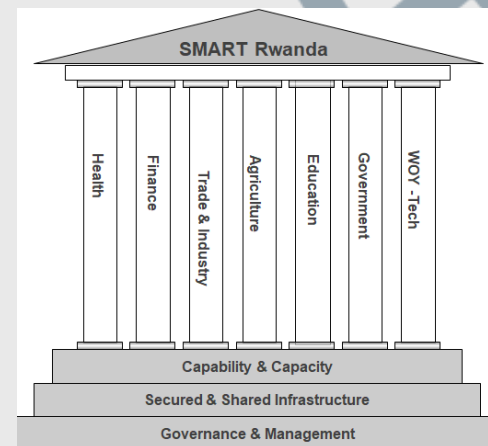 SMART Rwanda
Health
Finance
Trade & Industry
Agriculture
Education
Government
WOY -Tech
Capability & Capacity
Secured & Shared Infrastructure
Governance & Management